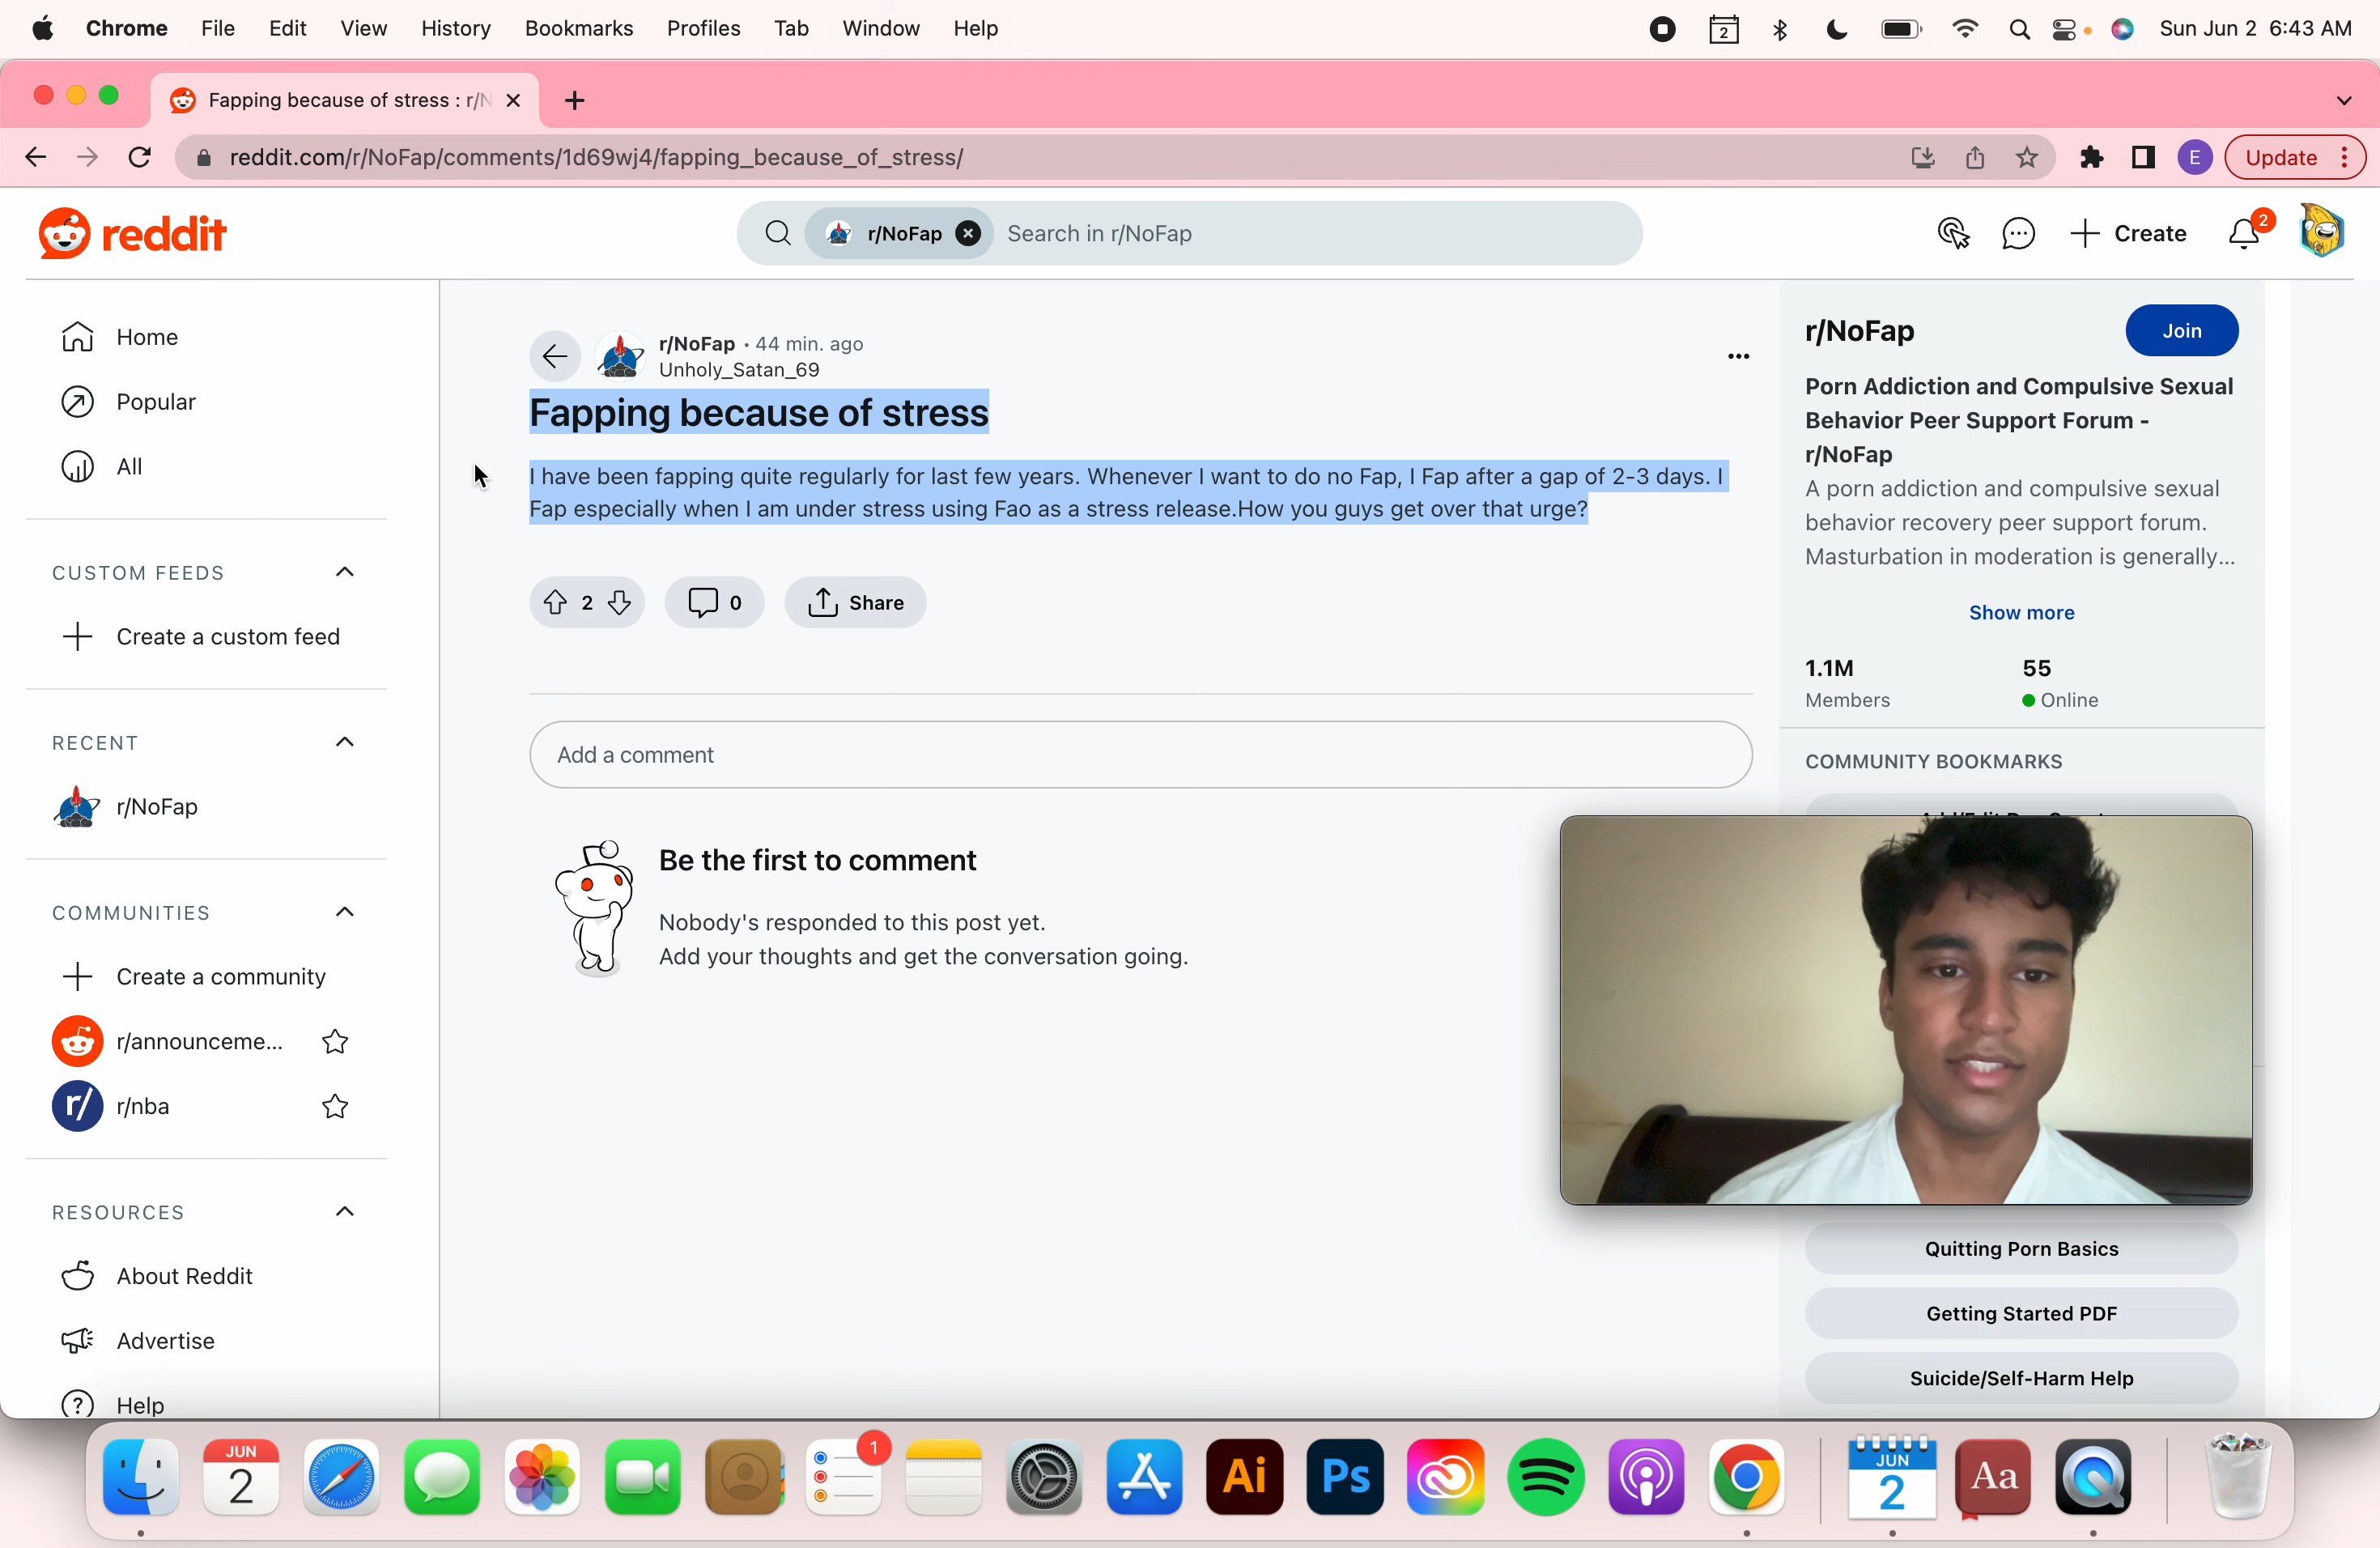 Chrome File Edit View History Bookmarks Profiles Tab Window Help
2
Sun Jun 2 6:43 AM
Fapping because of stress : r/N
reddit.com/r/NoFap/comments/1d69wj4/fapping_because_of_stress/
E
Update
reddit
r/NoFap
Search in r/NoFap
Create
2
Home
Popular
All
CUSTOM FEEDS
Create a custom feed
RECENT
r/NoFap
COMMUNITIES
Create a community
r/announceme...
r/
r/nba
RESOURCES
About Reddit
Advertise
Help
r/NoFap • 44 min. ago
Unholy_Satan_69
Fapping because of stress
I have been fapping quite regularly for last few years. Whenever I want to do no Fap, I Fap after a gap of 2-3 days. I
Fap especially when I am under stress using Fao as a stress release.How you guys get over that urge?
2
0
Share
Add a comment
Be the first to comment
Nobody's responded to this post yet.
Add your thoughts and get the conversation going.
r/NoFap
Join
Porn Addiction and Compulsive Sexual
Behavior Peer Support Forum -
r/NoFap
A porn addiction and compulsive sexual
behavior recovery peer support forum.
Masturbation in moderation is generally...
Show more
1.1M
Members
55
Online
COMMUNITY BOOKMARKS
Quitting Porn Basics
Getting Started PDF
Suicide/Self-Harm Help
JUN
2
1
Ai
Ps
JUN
2
Aa